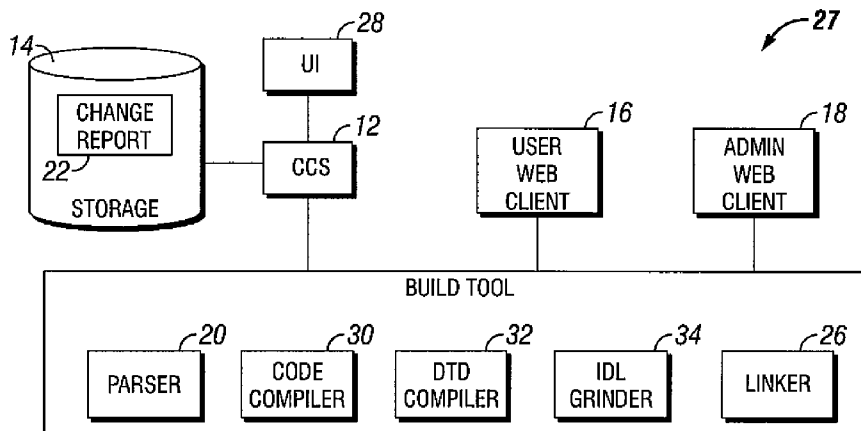 14
28
27
UI
CHANGE
REPORT
22
STORAGE
12
CCS
16
USER
WEB
CLIENT
18
ADMIN
WEB
CLIENT
BUILD TOOL
20
PARSER
30
CODE
COMPILER
32
DTD
COMPILER
34
IDL
GRINDER
26
LINKER